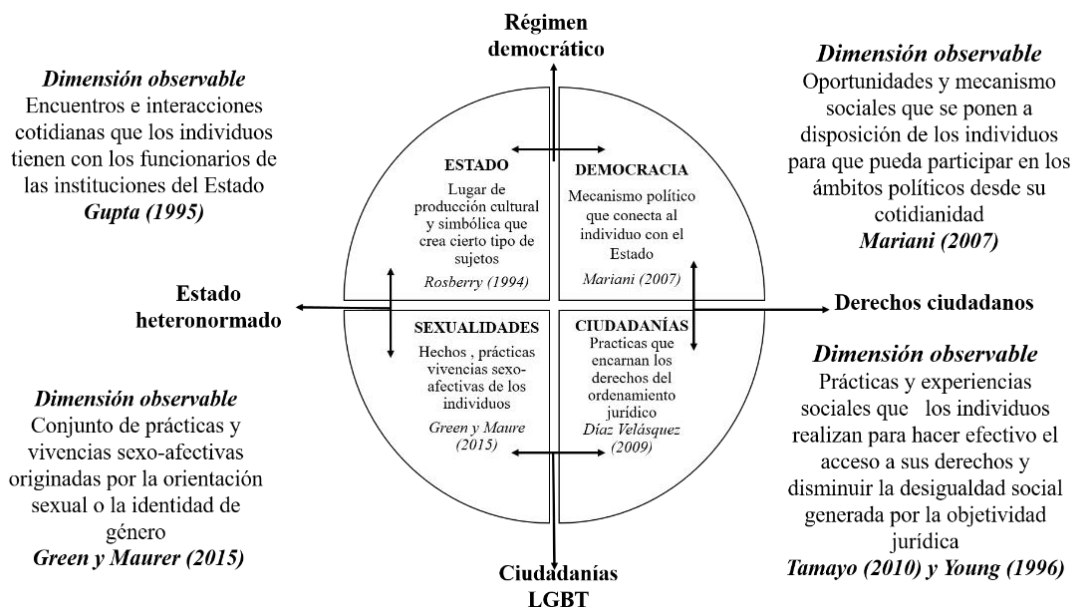 Régimen
democrático
Dimensión observable
Encuentros e interacciones
cotidianas que los individuos
tienen con los funcionarios de
las instituciones del Estado
Gupta (1995)
Dimensión observable
Oportunidades y mecanismo
sociales que se ponen a
disposición de los individuos
para que pueda participar en los
ámbitos políticos desde su
cotidianidad
Mariani (2007)
ESTADO
Lugar de
producción cultural
y simbólica que
crea cierto tipo de
sujetos
Rosberry (1994)
DEMOCRACIA
Mecanismo político
que conecta al
individuo con el
Estado
Mariani (2007)
Estado
heteronormado
Derechos ciudadanos
SEXUALIDADES
Hechos , prácticas
vivencias sexo-
afectivas de los
individuos
Green y Maure
(2015)
CIUDADANÍAS
Practicas que
encarnan los
derechos del
ordenamiento
jurídico
Díaz Velásquez
(2009)
Dimensión observable
Conjunto de prácticas y
vivencias sexo-afectivas
originadas por la orientación
sexual o la identidad de
género
Green y Maurer (2015)
Dimensión observable
Prácticas y experiencias
sociales que los individuos
realizan para hacer efectivo el
acceso a sus derechos y
disminuir la desigualdad social
generada por la objetividad
jurídica
Tamayo (2010) y Young (1996)
Ciudadanías
LGBT